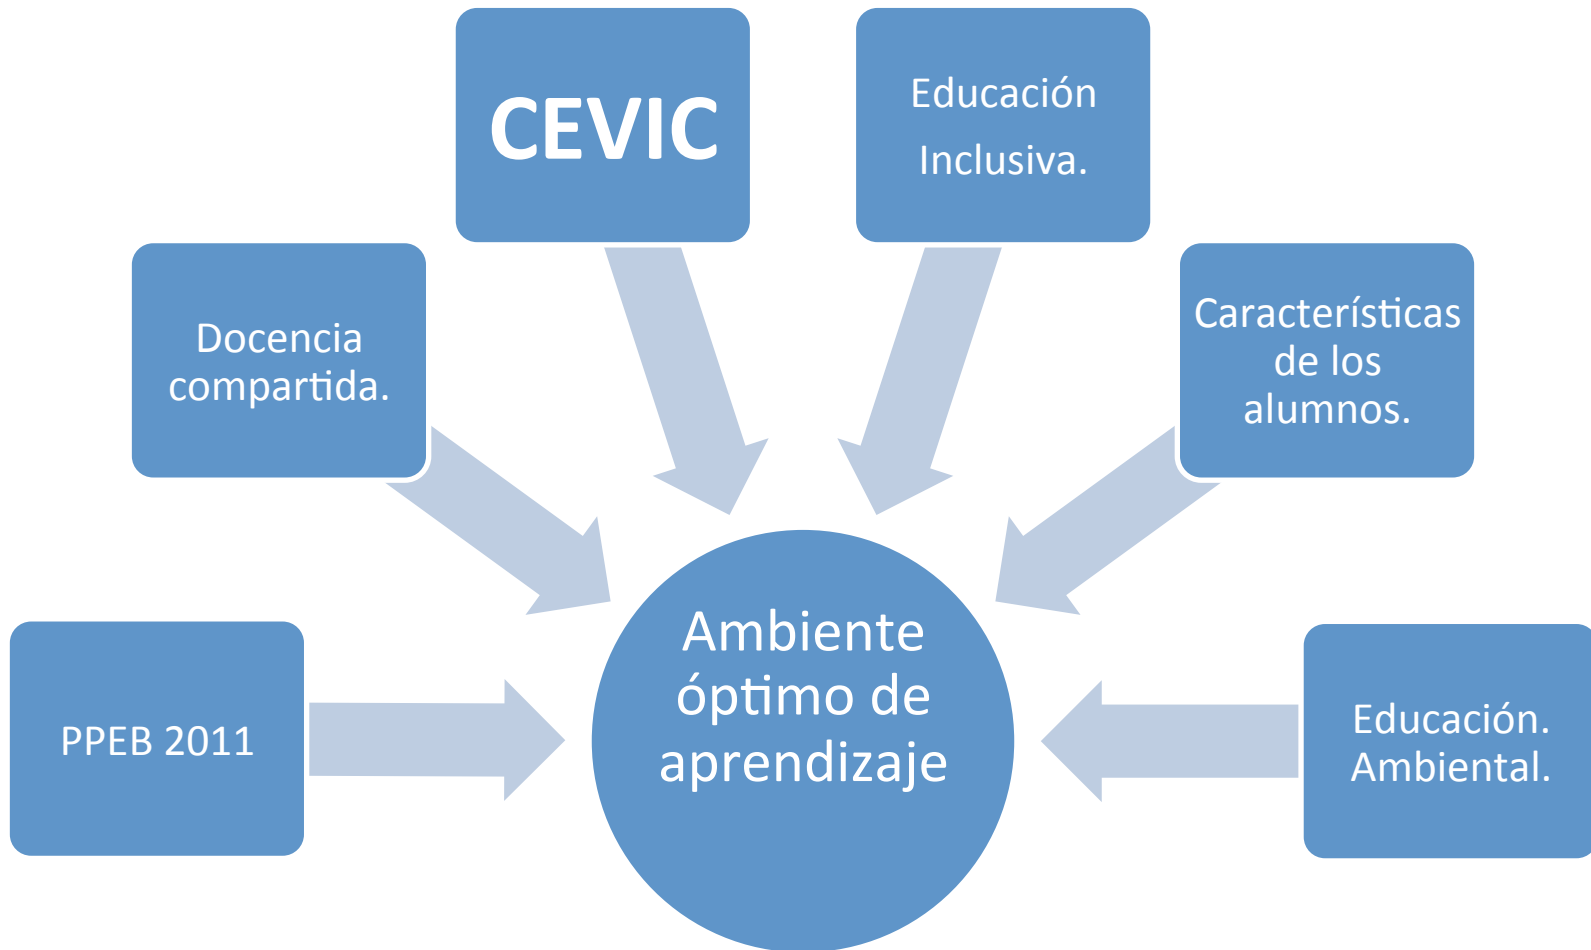 CEVIC
Educación
Inclusiva.
Docencia
compartida.
Características
de los
alumnos.
Ambiente
óptimo de
aprendizaje
PPEB 2011
Educación.
Ambiental.